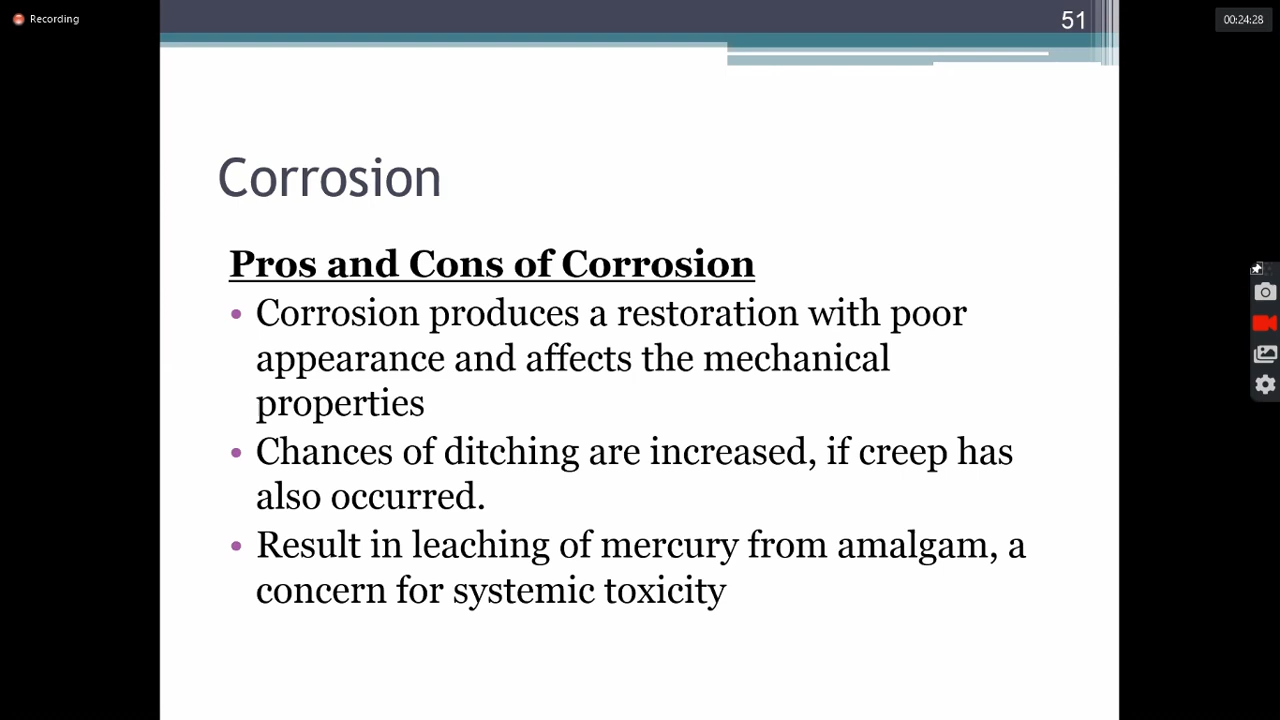 Recording
51
00:24:28
Corrosion
Pros and Cons of Corrosion
• Corrosion produces a restoration with poor
appearance and affects the mechanical
properties
• Chances of ditching are increased, if creep has
also occurred.
• Result in leaching of mercury from amalgam, a
concern for systemic toxicity